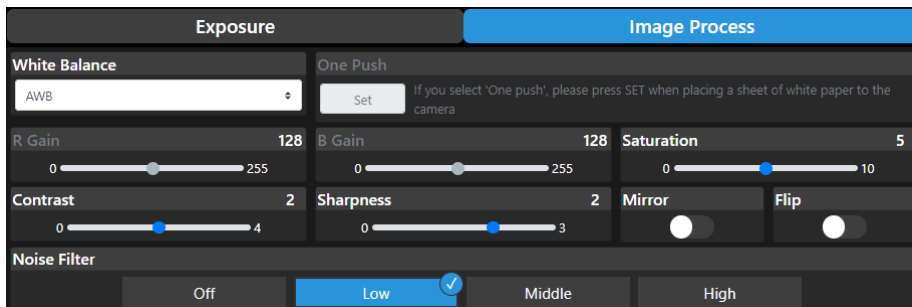 Exposure
Image Process
White Balance
One Push
AWB
Set
If you select 'One push', please press SET when placing a sheet of white paper to the
camera
R Gain 128
B Gain 128
Saturation 5
0 255
0 255
0 10
Contrast 2
Sharpness 2
Mirror
Flip
0 4
0 3
Noise Filter
Off
Low
Middle
High